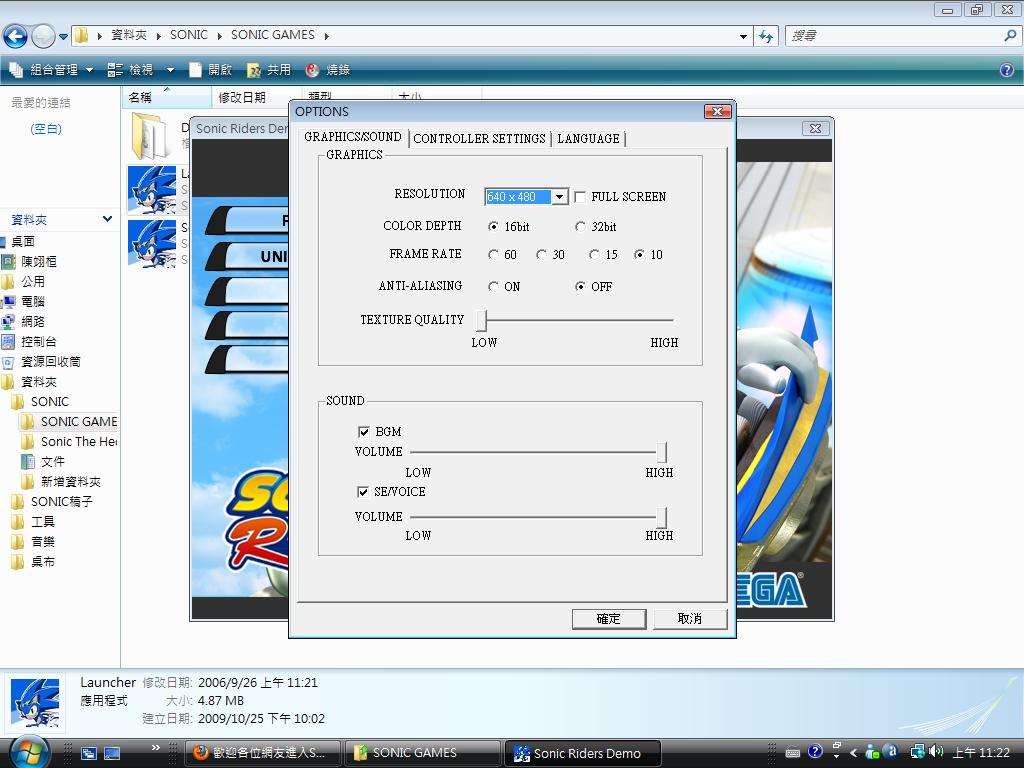 資料夾 SONIC SONIC GAMES
搜尋
組合管理 檢視 開啟 共用 燒錄
最愛的連結
(空白)
名稱 修改日期 類型 大小
Sonic Riders Der
OPTIONS
GRAPHICS/SOUND CONTROLLER SETTINGS LANGUAGE
GRAPHICS
RESOLUTION 640 x 480 FULL SCREEN
COLOR DEPTH 16bit 32bit
FRAME RATE 60 30 15 10
ANTI-ALIASING ON OFF
TEXTURE QUALITY
LOW HIGH
SOUND
BGM
VOLUME
LOW HIGH
SE/VOICE
VOLUME
LOW HIGH
確定 取消
UNI
SEGA
資料夾
桌面
陳翊桓
公用
電腦
網路
控制台
資源回收筒
資料夾
SONIC
SONIC GAME
Sonic The He
文件
新增資料夾
SONIC稿子
工具
音樂
桌布
Launcher 修改日期: 2006/9/26 上午 11:21
應用程式 大小: 4.87 MB
建立日期: 2009/10/25 下午 10:02
歡迎各位網友進入S... SONIC GAMES Sonic Riders Demo 上午 11:22